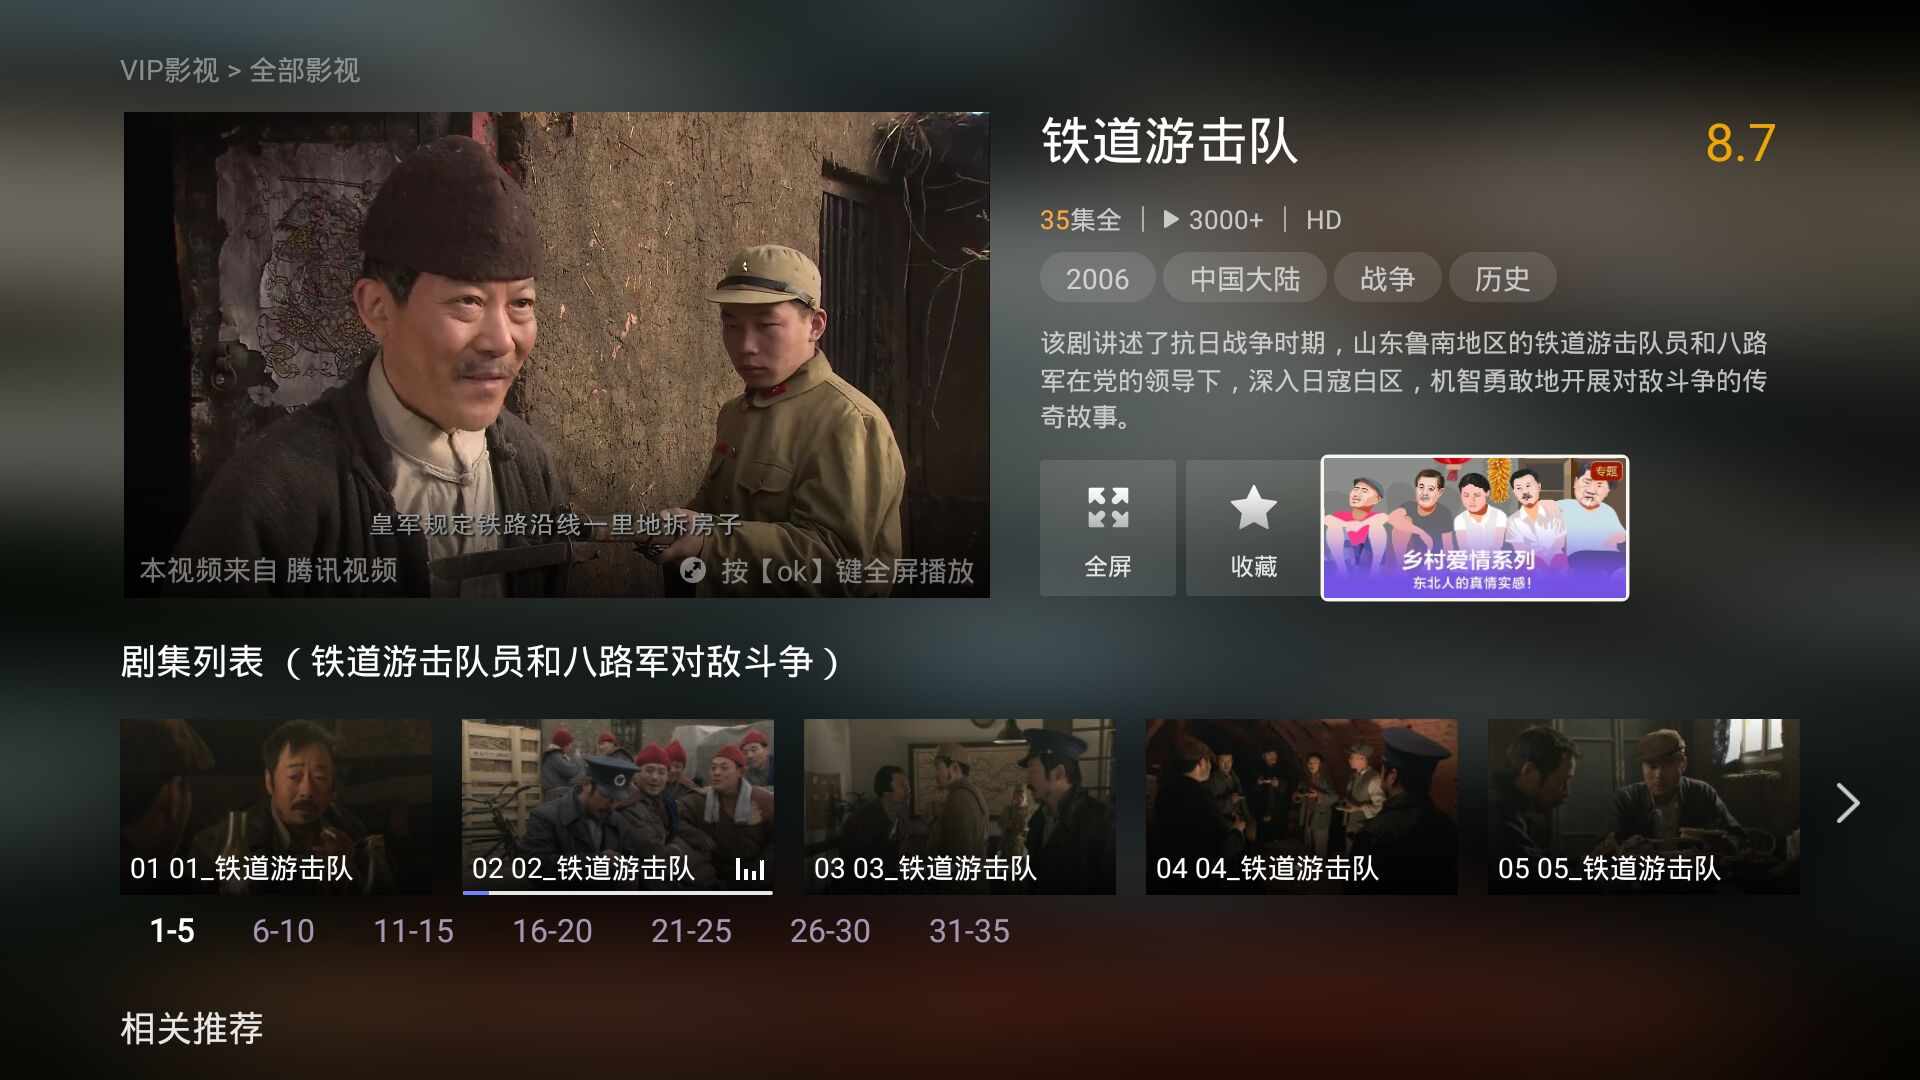 VIP影视 > 全部影视
铁道游击队
8.7
35集全 | 3000+ | HD
2006 中国大陆 战争 历史
该剧讲述了抗日战争时期，山东鲁南地区的铁道游击队员和八路
军在党的领导下，深入日寇白区，机智勇敢地开展对敌斗争的传
奇故事。
皇军规定铁路沿线一里地拆房子
本视频来自 腾讯视频
按【ok】键全屏播放
全屏
收藏
专题
乡村爱情系列
东北人的真情实感！
剧集列表（铁道游击队员和八路军对敌斗争）
01 01_铁道游击队
02 02_铁道游击队
03 03_铁道游击队
04 04_铁道游击队
05 05_铁道游击队
1-5 6-10 11-15 16-20 21-25 26-30 31-35
相关推荐